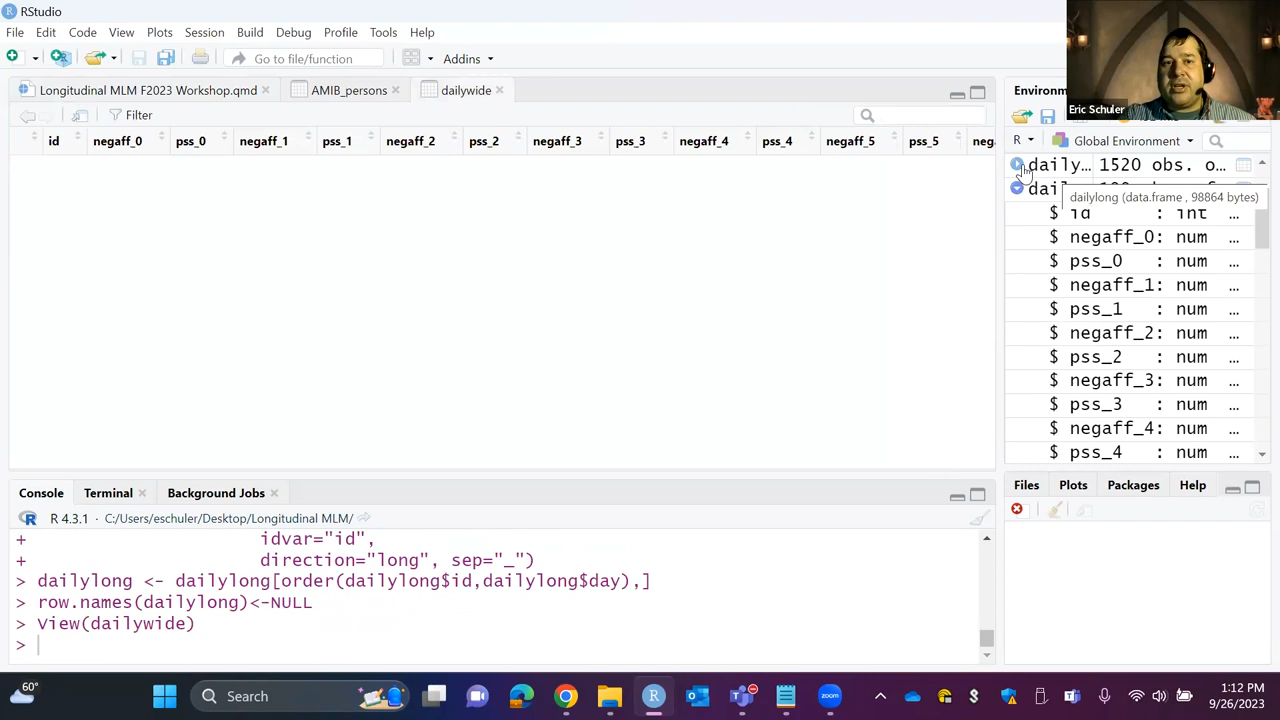 RStudio
File Edit Code View Plots Session Build Debug Profile Tools Help
Go to file/function Addins
Eric Schuler
Longitudinal MLM F2023 Workshop.qmd AMIB_persons dailywide
Filter
id negaff_0 pss_0 negaff_1 pss_1 negaff_2 pss_2 negaff_3 pss_3 negaff_4 pss_4 negaff_5 pss_5 neg
Environm
R Global Environment
daily… 1520 obs. o…
dai
dailylong (data.frame , 98864 bytes)
$ id : int …
$ negaff_0: num …
$ pss_0 : num …
$ negaff_1: num …
$ pss_1 : num …
$ negaff_2: num …
$ pss_2 : num …
$ negaff_3: num …
$ pss_3 : num …
$ negaff_4: num …
$ pss_4 : num …
Console Terminal Background Jobs
R 4.3.1 · C:/Users/eschuler/Desktop/Longitudinal MLM/
+ idvar="id",
+ direction="long", sep="_")
> dailylong <- dailylong[order(dailylong$id,dailylong$day),]
> row.names(dailylong)<-NULL
> View(dailywide)
>
Files Plots Packages Help
60°
Search
zoom
1:12 PM
9/26/2023